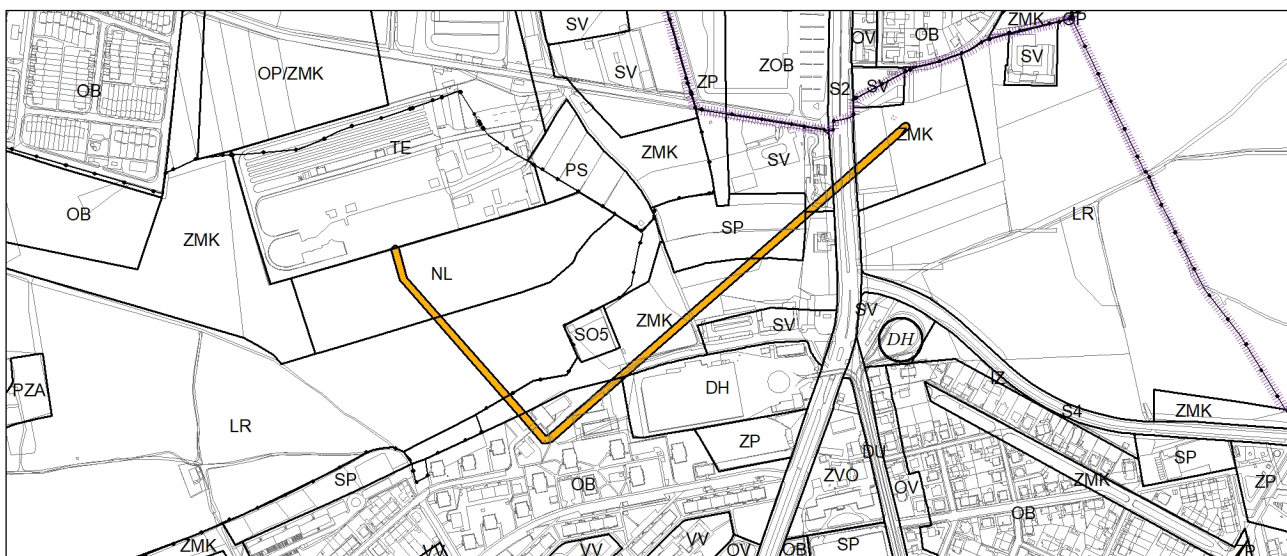 SV
ZMK
OP
OV
OB
SV
OP/ZMK
SV
ZP
ZOB
S2
SV
OB
TE
ZMK
ZMK
PS
SV
OB
ZMK
SP
LR
NL
ZMK
SV
SV
SO5
DH
PZA
DH
IZ
S4
ZMK
LR
ZP
DU
ZMK
SP
ZP
SP
OB
ZVO
OV
OB
ZMK
VV
VV
VV
OV
OB
SP